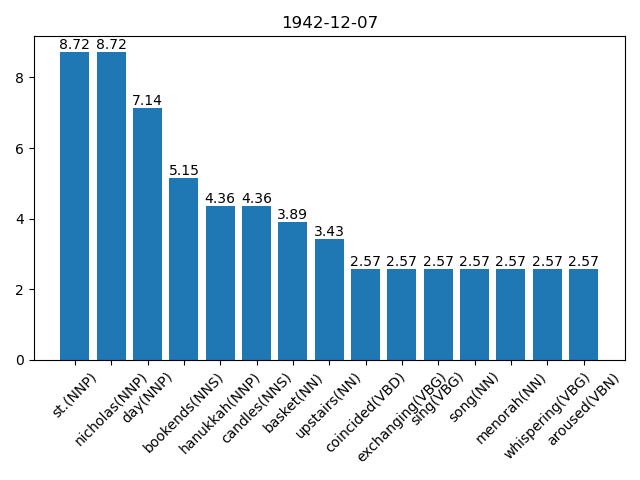 1942-12-07
8.72 8.72
7.14
5.15
4.36 4.36
3.89
3.43
2.57 2.57 2.57 2.57 2.57 2.57 2.57
8
6
4
2
0
st.(NNP)
nicholas(NNP)
day(NNP)
bookends(NNS)
hanukkah(NNP)
candles(NNS)
basket(NN)
upstairs(NN)
coincided(VBD)
exchanging(VBG)
sing(VBG)
song(NN)
menorah(NN)
whispering(VBG)
aroused(VBN)